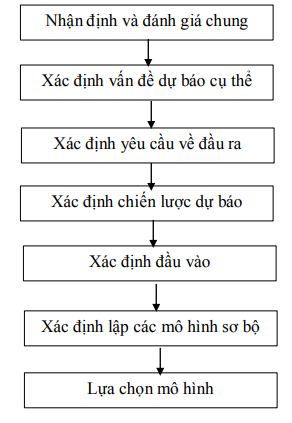 Nhận định và đánh giá chung
Xác định vấn đề dự báo cụ thể
Xác định yêu cầu về đầu ra
Xác định chiến lược dự báo
Xác định đầu vào
Xác định lập các mô hình sơ bộ
Lựa chọn mô hình